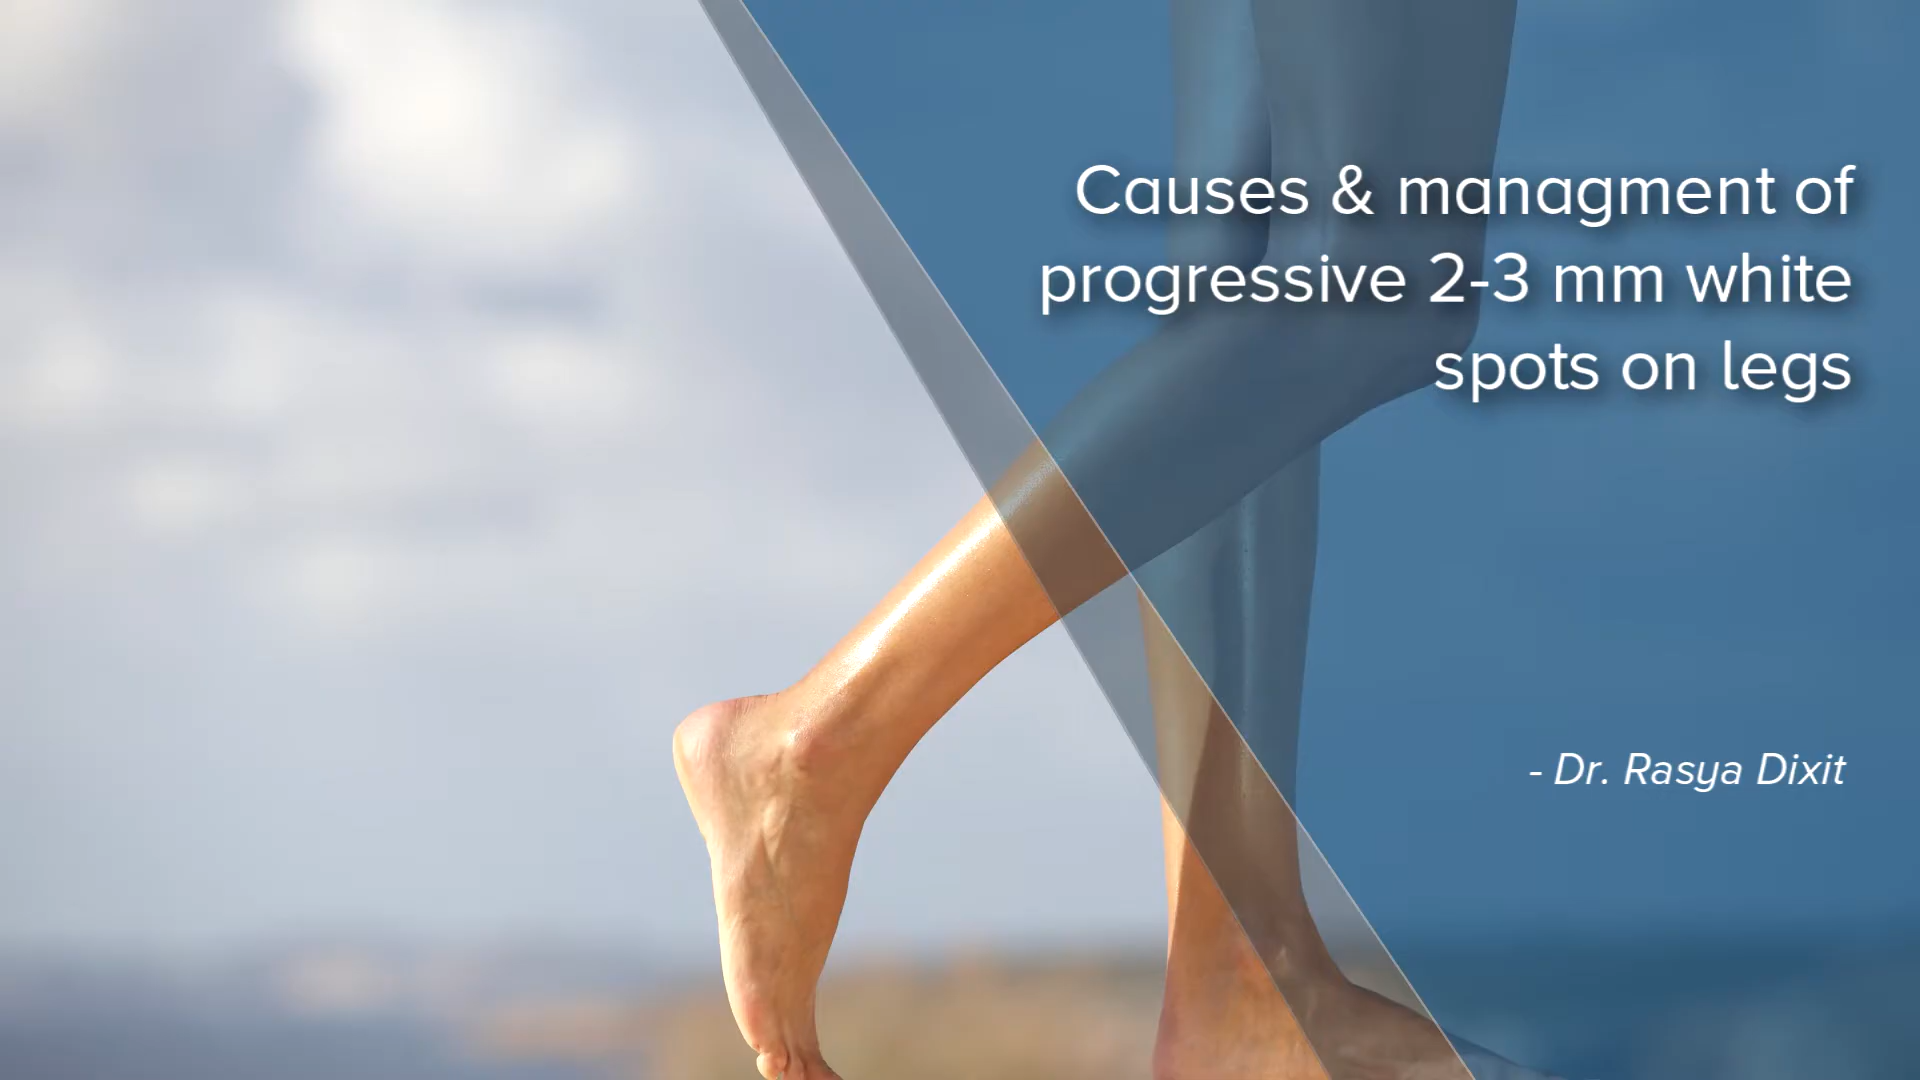 Causes & managment of
progressive 2-3 mm white
spots on legs
- Dr. Rasya Dixit